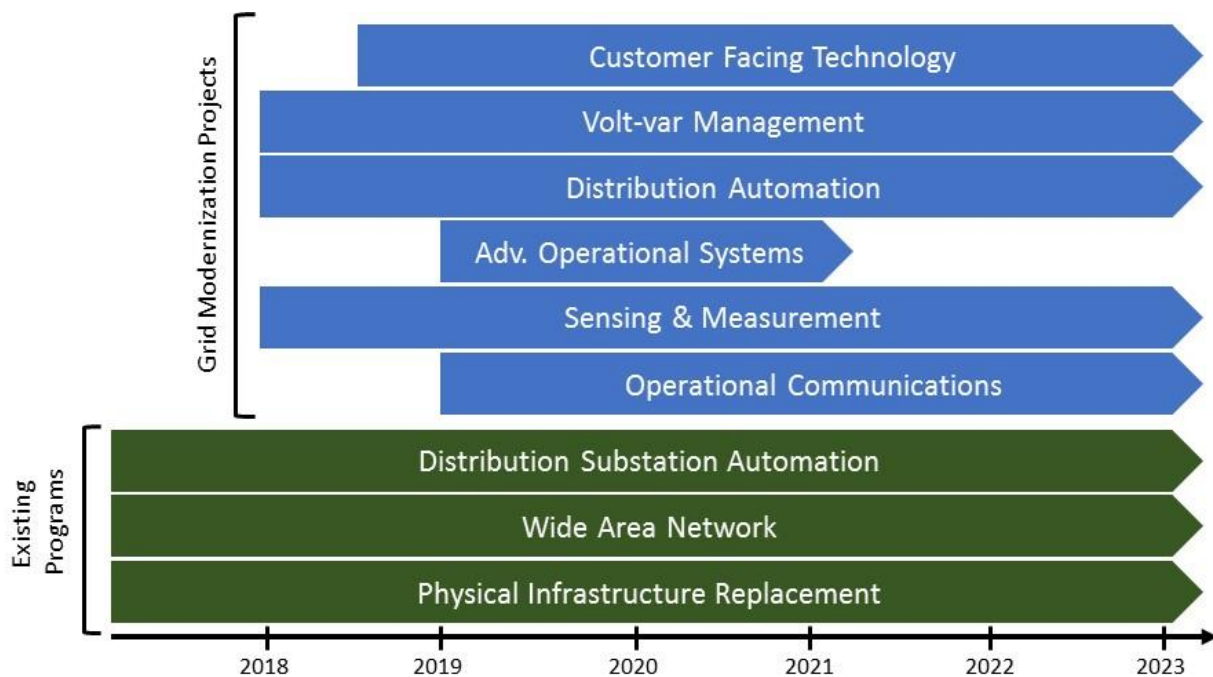 Grid Modernization Projects
Customer Facing Technology
Volt-var Management
Distribution Automation
Adv. Operational Systems
Sensing & Measurement
Operational Communications
Existing
Programs
Distribution Substation Automation
Wide Area Network
Physical Infrastructure Replacement
2018 2019 2020 2021 2022 2023